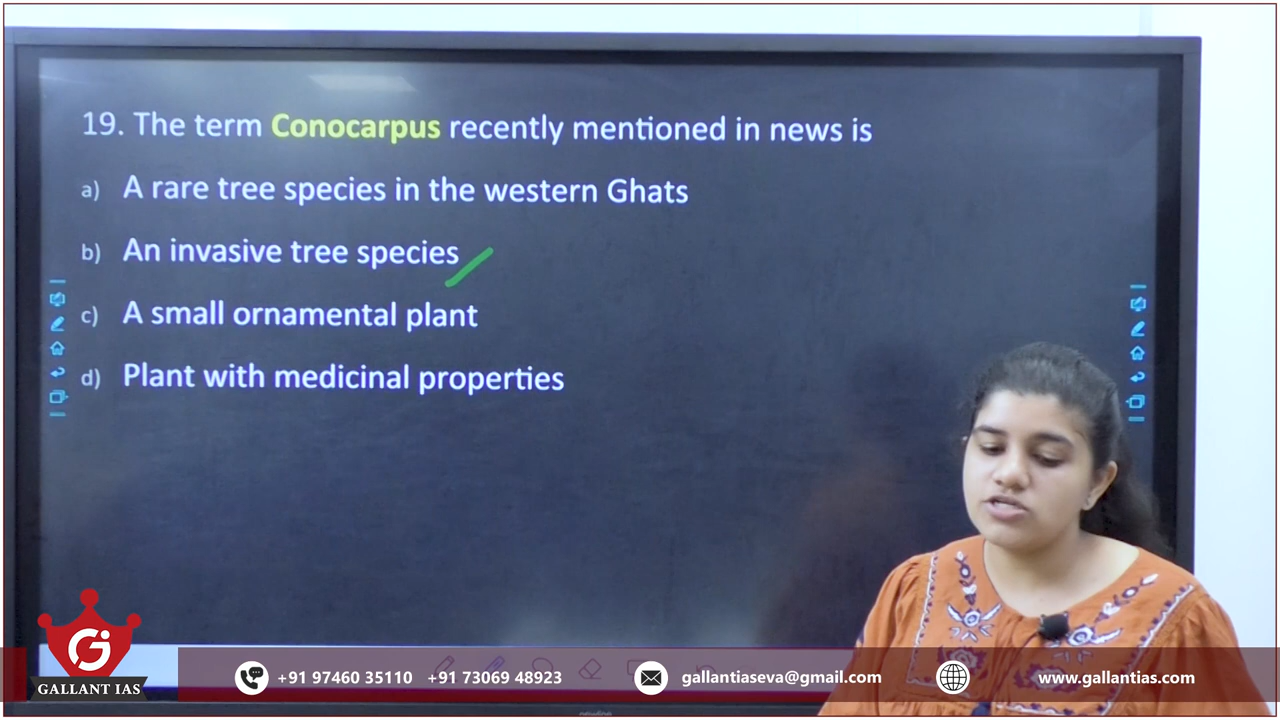 19. The term Conocarpus recently mentioned in news is
a) A rare tree species in the western Ghats
b) An invasive tree species
c) A small ornamental plant
d) Plant with medicinal properties
Gi
GALLANT IAS
+91 97460 35110 +91 73069 48923 gallantiaseva@gmail.com www.gallantias.com
newline